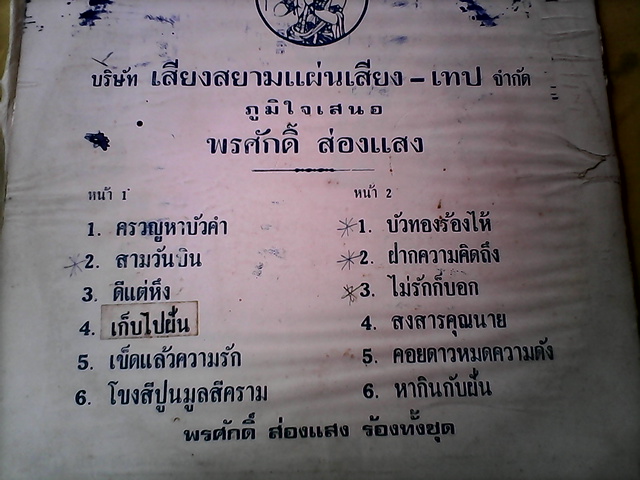 บริษัท เสียงสยามแผ่นเสียง – เทป จำกัด
ภูมิใจเสนอ
พรศักดิ์ ส่องแสง
หน้า 1
1. ครวญหาบัวคำ
2. สามวันบิน
3. ดีแต่หึง
4. เก็บไปฝั่น
5. เข็ดแล้วความรัก
6. โขงสีปูนมูลสีคราม
หน้า 2
1. บัวทองร้องไห้
2. ฝากความคิดถึง
3. ไม่รักก็บอก
4. สงสารคุณนาย
5. คอยดาวหมดความดัง
6. หากินกับฝั่น
พรศักดิ์ ส่องแสง ร้องทั้งชุด